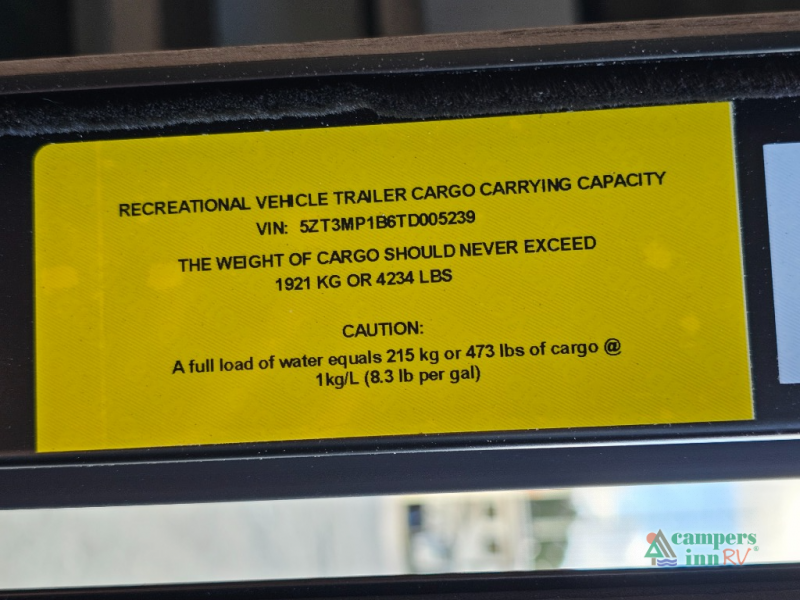 RECREATIONAL VEHICLE TRAILER CARGO CARRYING CAPACITY
VIN: 5ZT3MP1B6TD005239
THE WEIGHT OF CARGO SHOULD NEVER EXCEED
1921 KG OR 4234 LBS
CAUTION:
A full load of water equals 215 kg or 473 lbs of cargo @
1kg/L (8.3 lb per gal)
campers
inn RV®